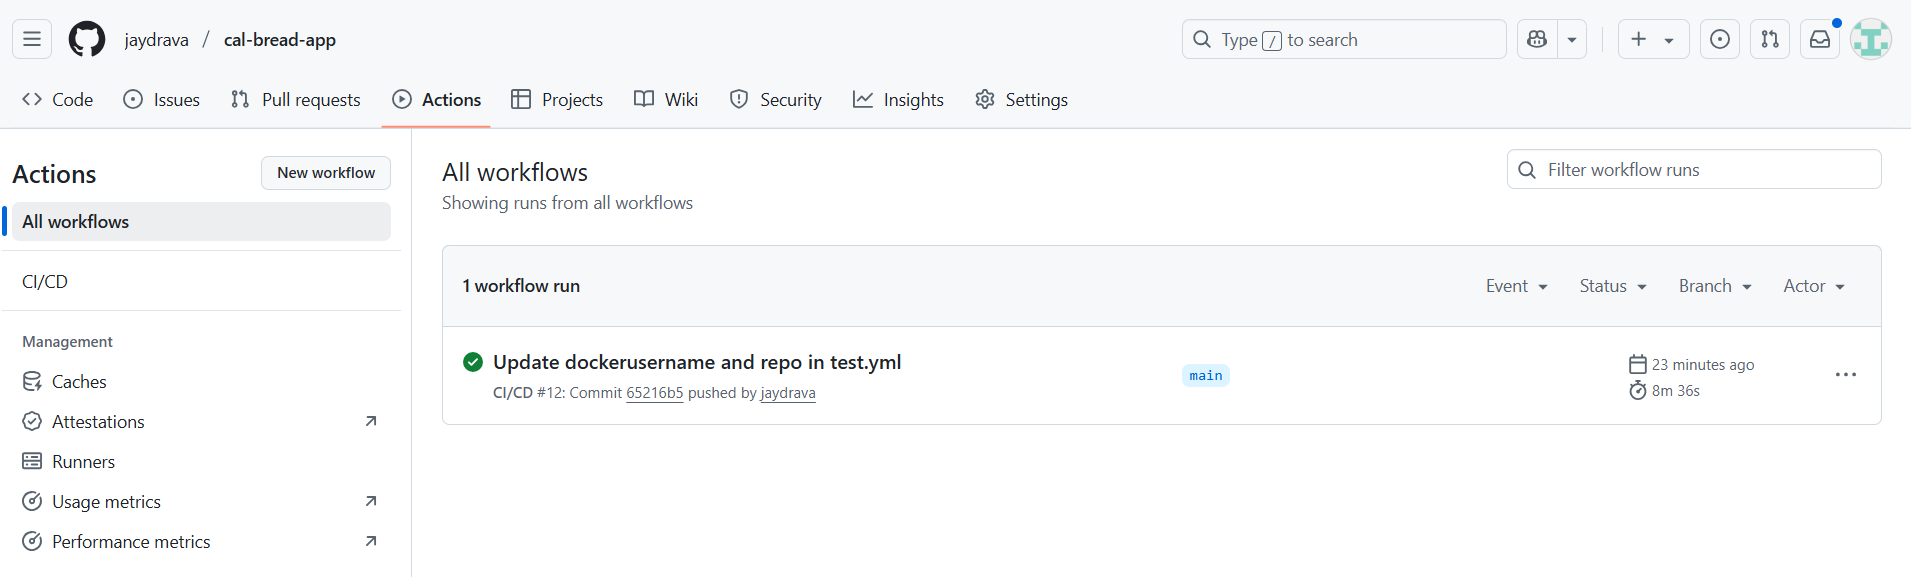 jaydrava / cal-bread-app
Type / to search
Code
Issues
Pull requests
Actions
Projects
Wiki
Security
Insights
Settings
Actions
New workflow
All workflows
CI/CD
Management
Caches
Attestations
Runners
Usage metrics
Performance metrics
All workflows
Showing runs from all workflows
Filter workflow runs
1 workflow run
Event
Status
Branch
Actor
Update dockerusername and repo in test.yml
CI/CD #12: Commit 65216b5 pushed by jaydrava
main
23 minutes ago
8m 36s